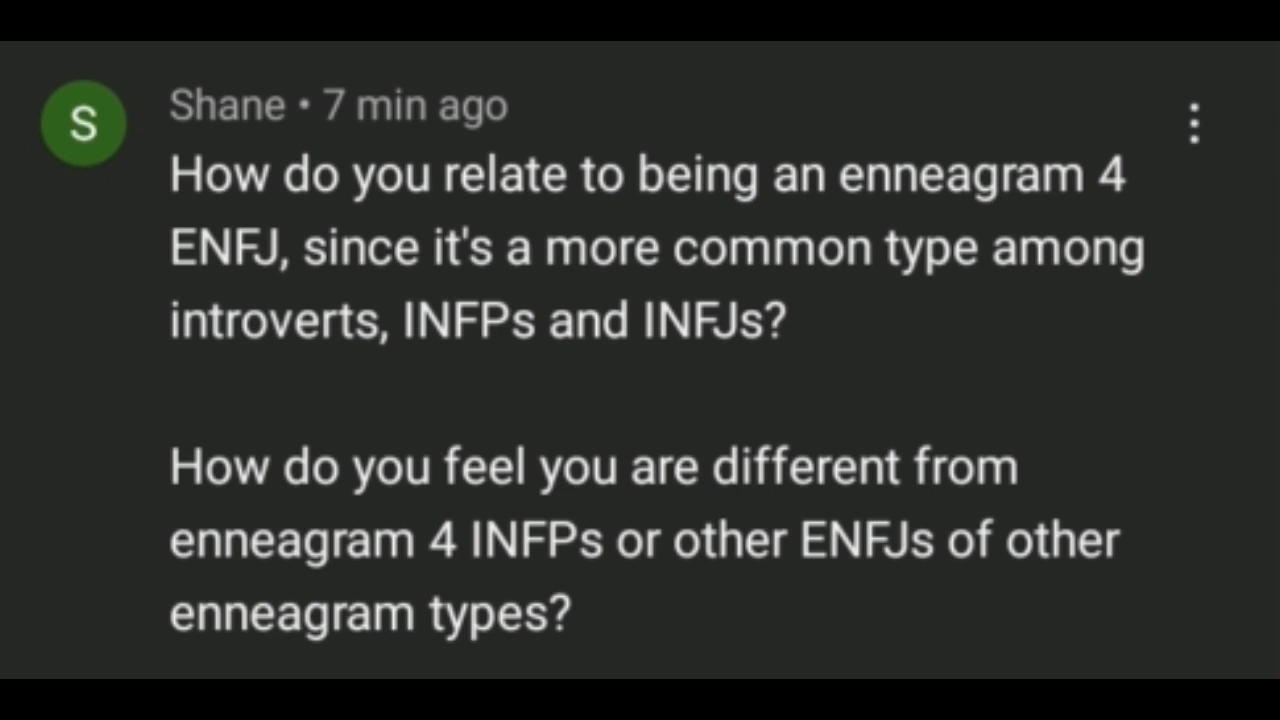 S
Shane • 7 min ago
How do you relate to being an enneagram 4
ENFJ, since it's a more common type among
introverts, INFPs and INFJs?
How do you feel you are different from
enneagram 4 INFPs or other ENFJs of other
enneagram types?